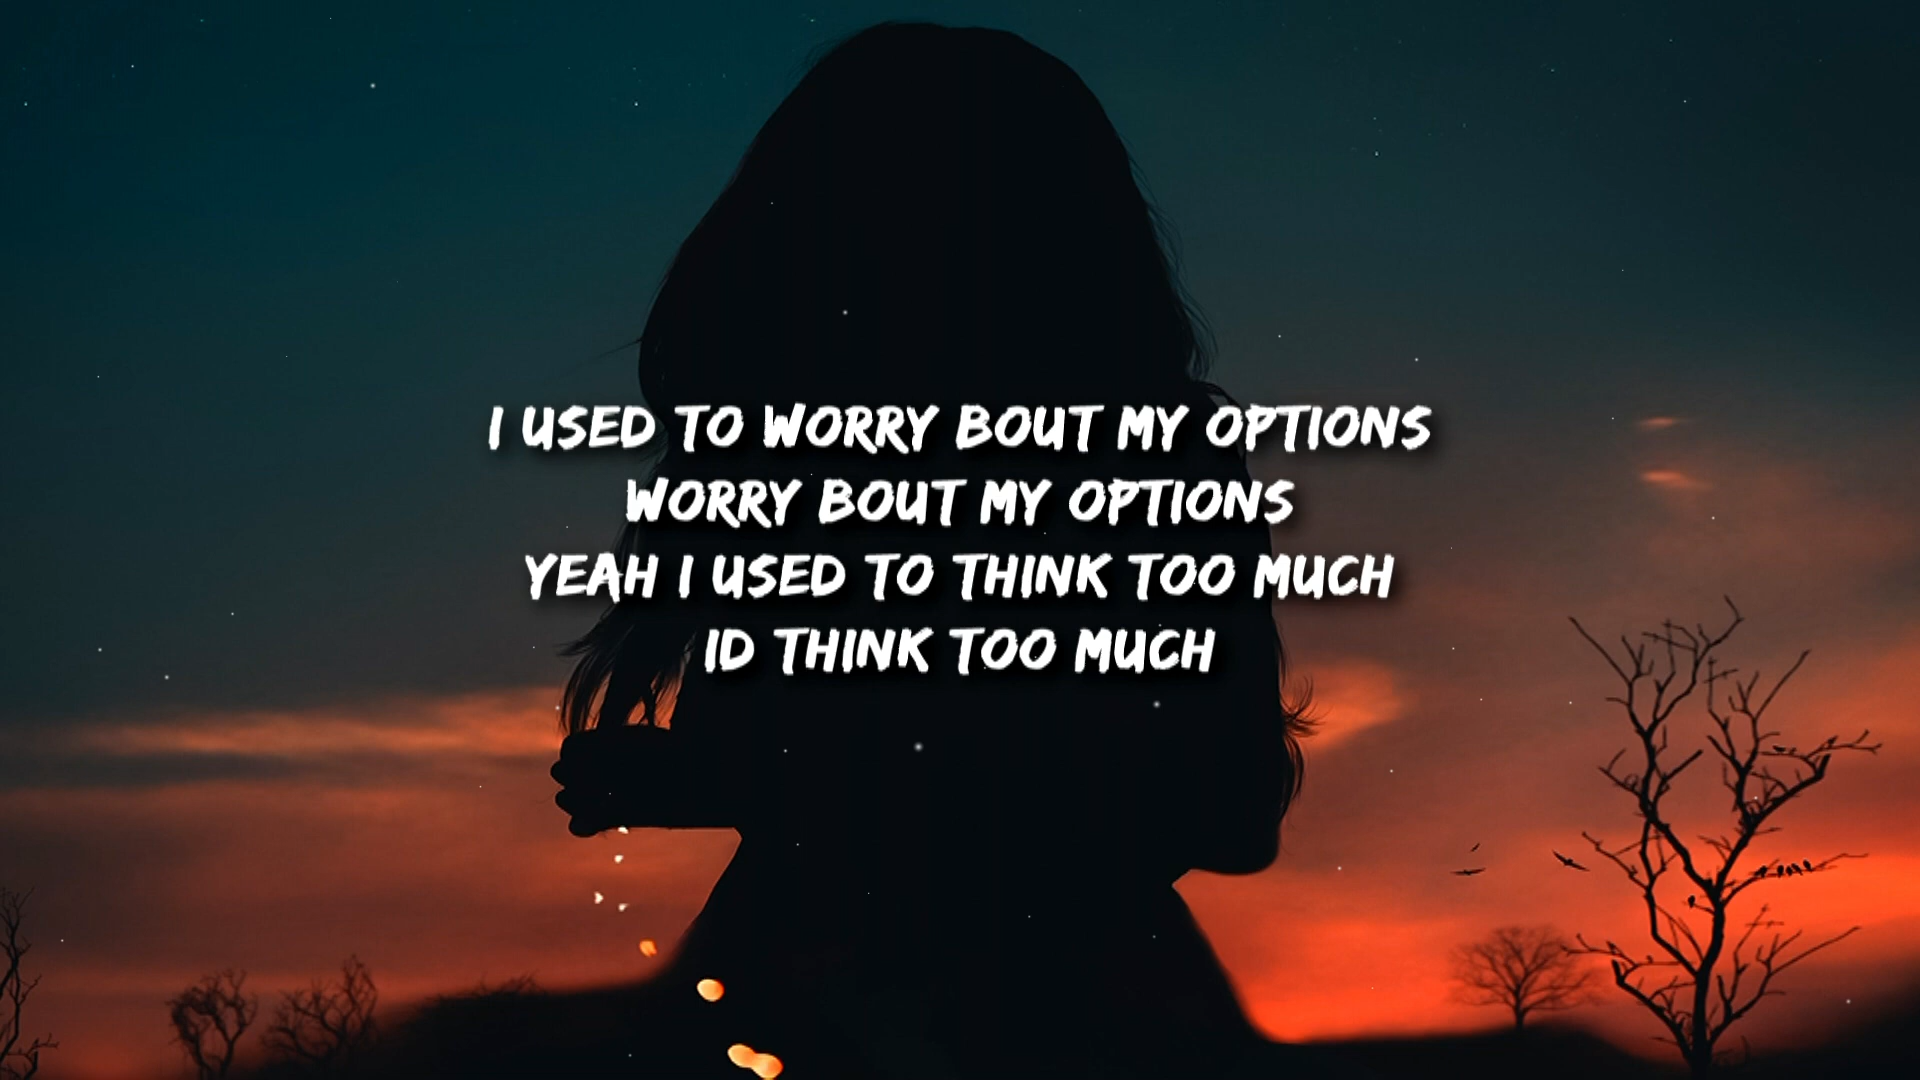 I USED TO WORRY BOUT MY OPTIONS
WORRY BOUT MY OPTIONS
YEAH I USED TO THINK TOO MUCH
ID THINK TOO MUCH